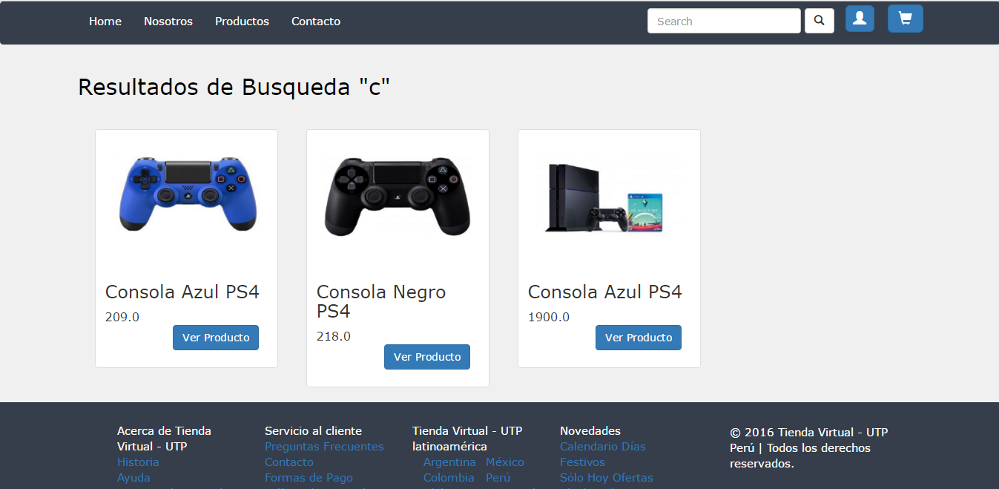 Home Nosotros Productos Contacto Search
Resultados de Busqueda "c"
Consola Azul PS4
209.0
Ver Producto
Consola Negro
PS4
218.0
Ver Producto
Consola Azul PS4
1900.0
Ver Producto
Acerca de Tienda
Virtual - UTP
Historia
Ayuda
Servicio al cliente
Preguntas Frecuentes
Contacto
Formas de Pago
Tienda Virtual - UTP
latinoamérica
Argentina México
Colombia Perú
Novedades
Calendario Días
Festivos
Sólo Hoy Ofertas
© 2016 Tienda Virtual - UTP
Perú | Todos los derechos
reservados.